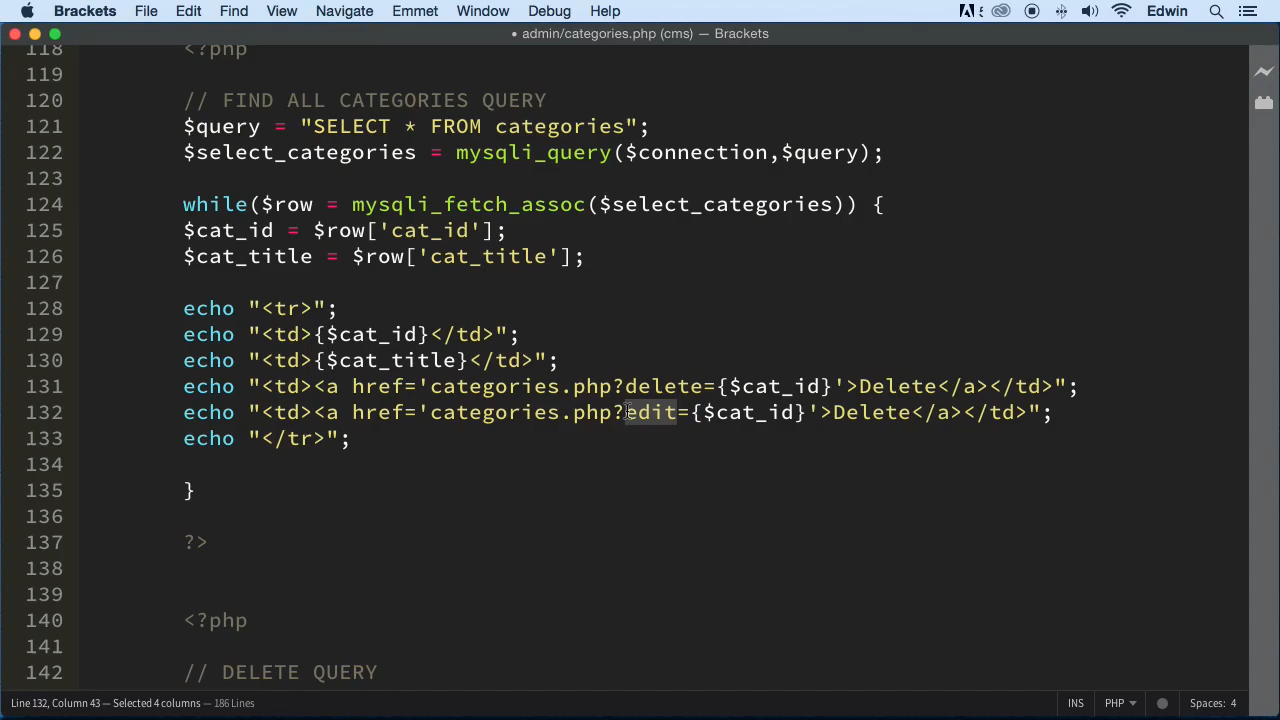 Brackets File Edit Find View Navigate Emmet Window Debug Help Edwin
• admin/categories.php (cms) — Brackets
118 <?php
119
120 // FIND ALL CATEGORIES QUERY
121 $query = "SELECT * FROM categories";
122 $select_categories = mysqli_query($connection,$query);
123
124 while($row = mysqli_fetch_assoc($select_categories)) {
125 $cat_id = $row['cat_id'];
126 $cat_title = $row['cat_title'];
127
128 echo "<tr>";
129 echo "<td>{$cat_id}</td>";
130 echo "<td>{$cat_title}</td>";
131 echo "<td><a href='categories.php?delete={$cat_id}'>Delete</a></td>";
132 echo "<td><a href='categories.php?edit={$cat_id}'>Delete</a></td>";
133 echo "</tr>";
134
135 }
136
137 ?>
138
139
140 <?php
141
142 // DELETE QUERY
Line 132, Column 43 — Selected 4 columns — 186 Lines INS PHP Spaces: 4